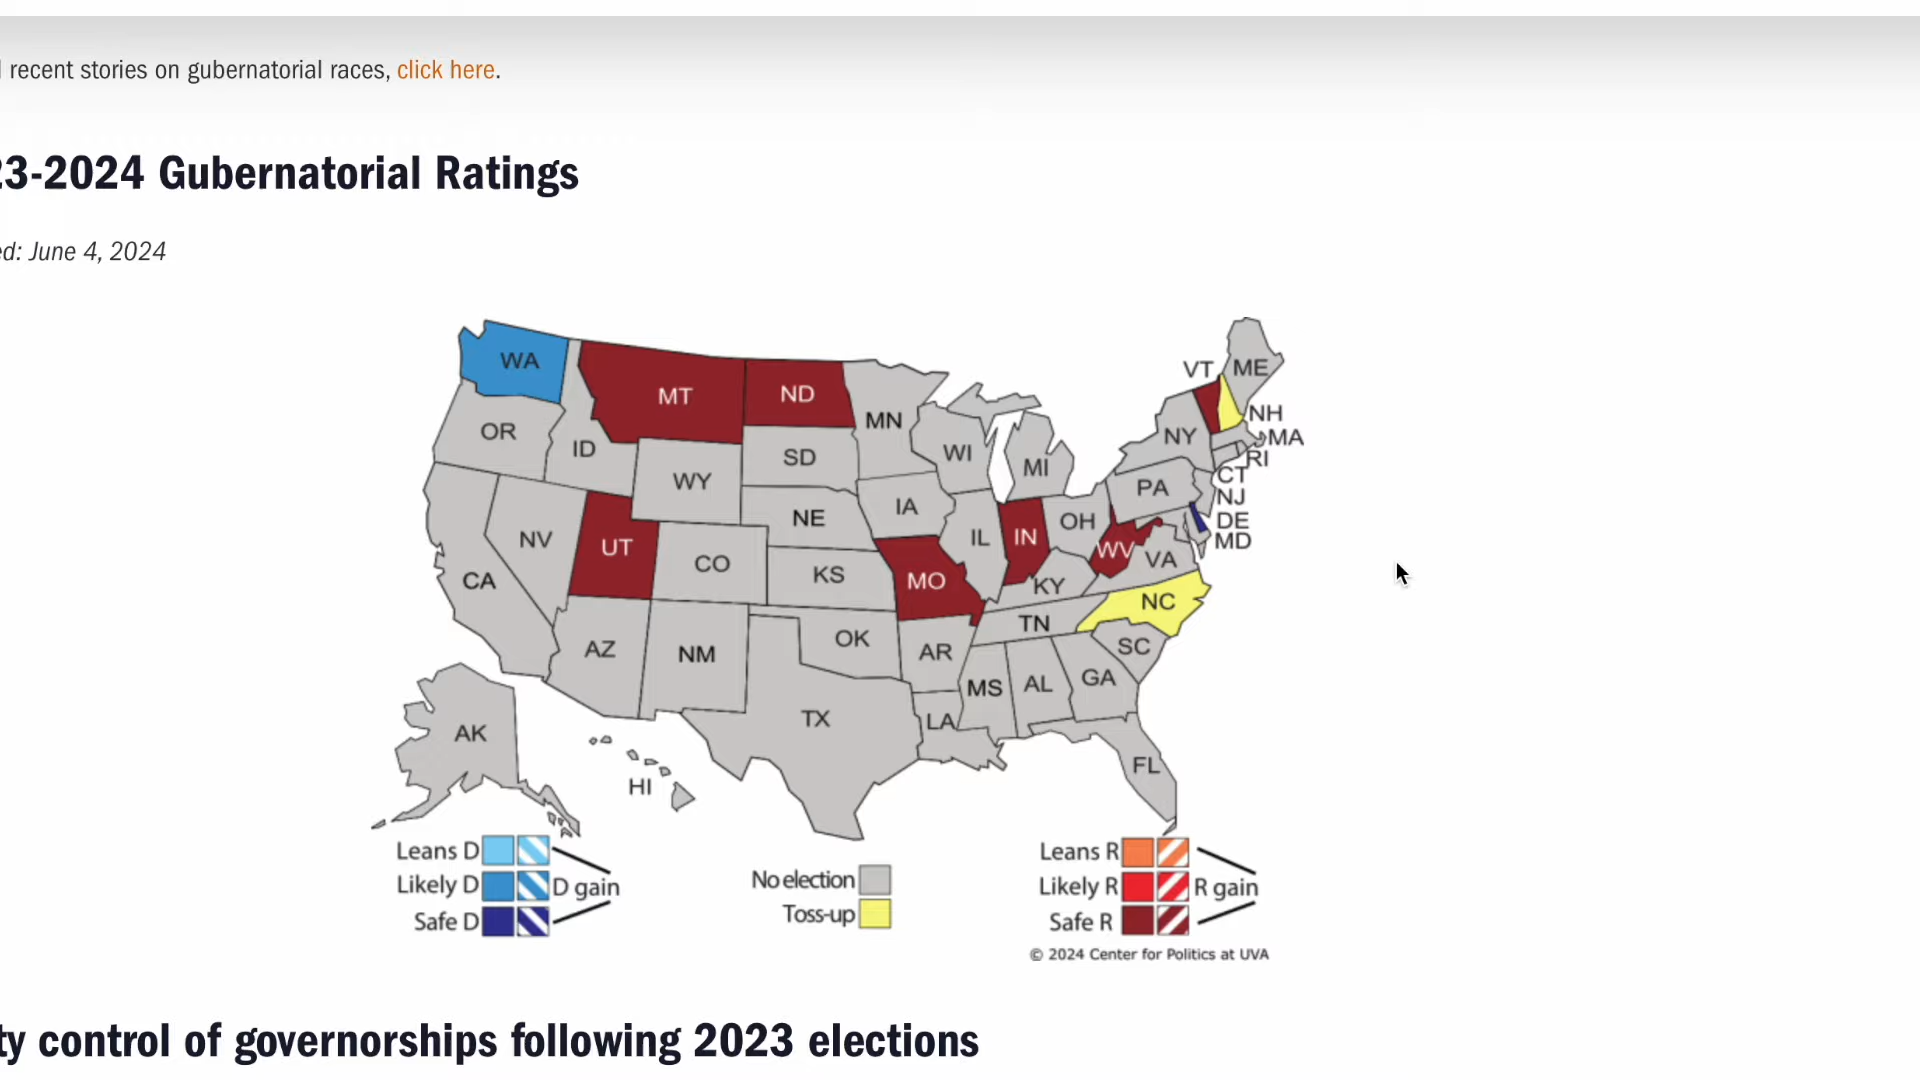 recent stories on gubernatorial races, click here.
23-2024 Gubernatorial Ratings
ed: June 4, 2024
WA
MT
ND
MN
VT
ME
OR
ID
SD
WI
MI
NY
NH
MA
RI
WY
CT
PA
NJ
NE
IA
IL
IN
OH
DE
MD
NV
UT
CO
KS
MO
WV
VA
CA
KY
NC
AZ
NM
OK
AR
TN
SC
MS
AL
GA
TX
LA
AK
FL
HI
Leans D
Likely D
D gain
Safe D
No election
Toss-up
Leans R
Likely R
R gain
Safe R
© 2024 Center for Politics at UVA
ty control of governorships following 2023 elections